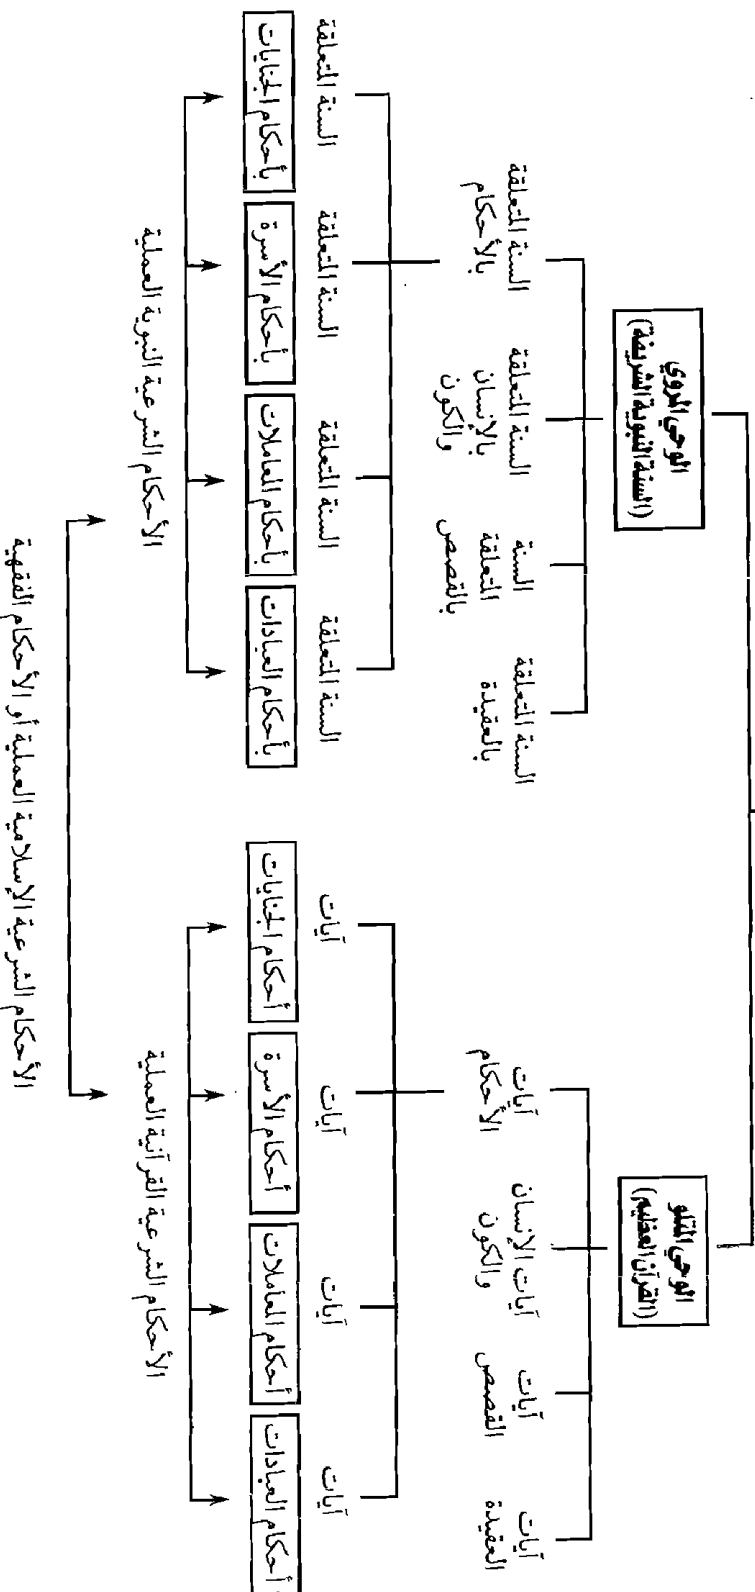 الوحي المتلو
(القرآن العظيم)
الوحي المروي
(السنة النبوية الشريفة)
آيات
العقيدة
آيات
القصص
آيات الإنسان
والكون
آيات
الأحكام
السنة المتعلقة
بالعقيدة
السنة
المتعلقة
بالقصص
السنة المتعلقة
بالإنسان
والكون
السنة المتعلقة
بالأحكام
آيات
أحكام العبادات
آيات
أحكام المعاملات
آيات
أحكام الأسرة
آيات
أحكام الجنايات
السنة المتعلقة
بأحكام العبادات
السنة المتعلقة
بأحكام المعاملات
السنة المتعلقة
بأحكام الأسرة
السنة المتعلقة
بأحكام الجنايات
الأحكام الشرعية القرآنية العملية
الأحكام الشرعية النبوية العملية
الأحكام الشرعية الإسلامية العملية أو الأحكام الفقهية